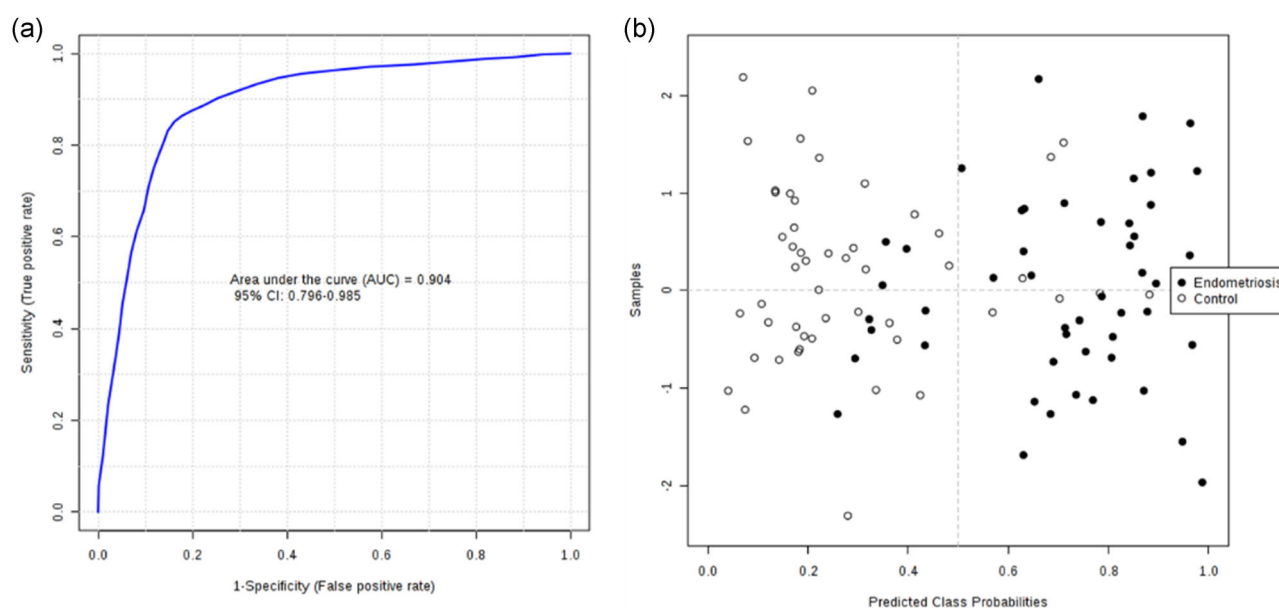 (a)
1.0
0.8
0.6
0.4
0.2
0.0
Sensitivity (True positive rate)
Area under the curve (AUC) = 0.904
95% CI: 0.796-0.985
0.0 0.2 0.4 0.6 0.8 1.0
1-Specificity (False positive rate)
(b)
2
1
0
-1
-2
Samples
Endometriosis
Control
0.0 0.2 0.4 0.6 0.8 1.0
Predicted Class Probabilities